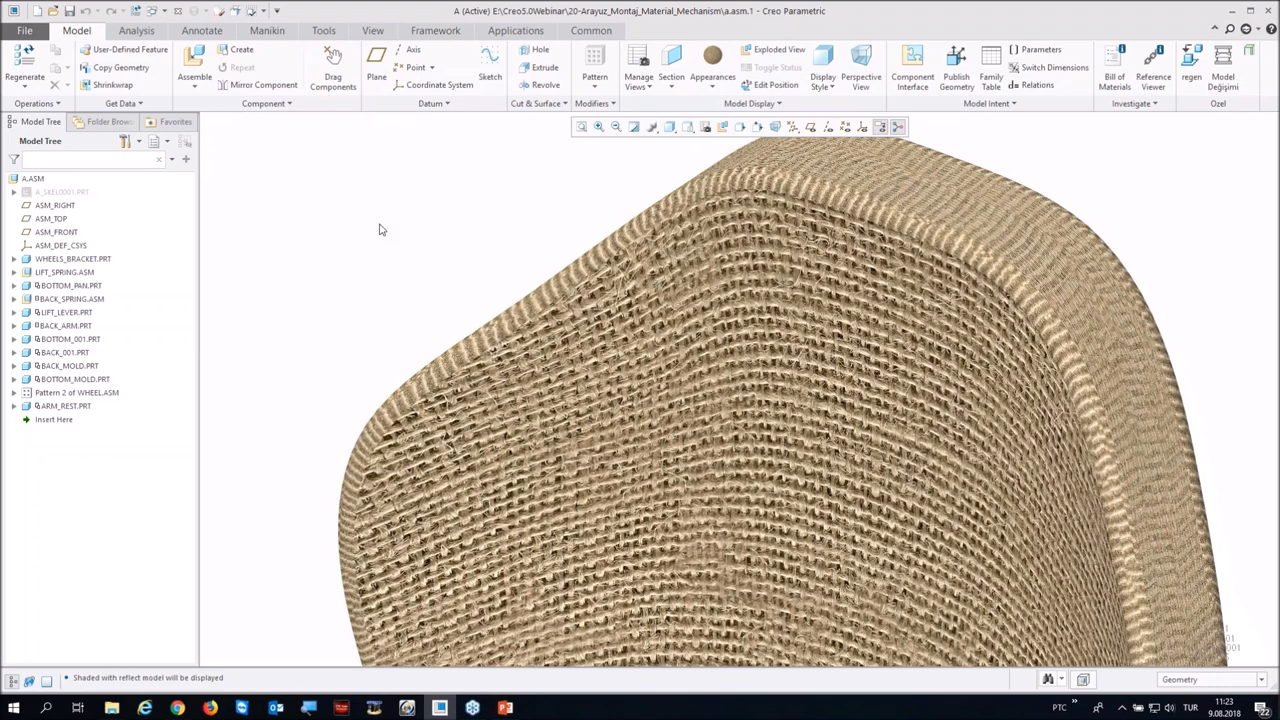 A (Active) E:\Creo5.0Webinar\20-Arayuz_Montaj_Material_Mechanism\a.asm.1 - Creo Parametric
File Model Analysis Annotate Manikin Tools View Framework Applications Common
Regenerate
User-Defined Feature
Copy Geometry
Shrinkwrap
Assemble
Create
Repeat
Mirror Component
Drag Components
Plane
Axis
Point
Coordinate System
Sketch
Hole
Extrude
Revolve
Pattern
Manage Views
Section
Appearances
Exploded View
Toggle Status
Edit Position
Display Style
Perspective View
Component Interface
Publish Geometry
Family Table
Parameters
Switch Dimensions
Relations
Bill of Materials
Reference Viewer
regen
Model Değişimi
Operations Get Data Component Datum Cut & Surface Modifiers Model Display Model Intent Investigate Ozel
Model Tree Folder Brows Favorites
Model Tree
A.ASM
A_SKEL0001.PRT
ASM_RIGHT
ASM_TOP
ASM_FRONT
ASM_DEF_CSYS
WHEELS_BRACKET.PRT
LIFT_SPRING.ASM
BOTTOM_PAN.PRT
BACK_SPRING.ASM
LIFT_LEVER.PRT
BACK_ARM.PRT
BOTTOM_001.PRT
BACK_001.PRT
BACK_MOLD.PRT
BOTTOM_MOLD.PRT
Pattern 2 of WHEEL.ASM
ARM_REST.PRT
Insert Here
Shaded with reflect model will be displayed
Geometry
PTC
TUR
11:23
9.08.2018
22